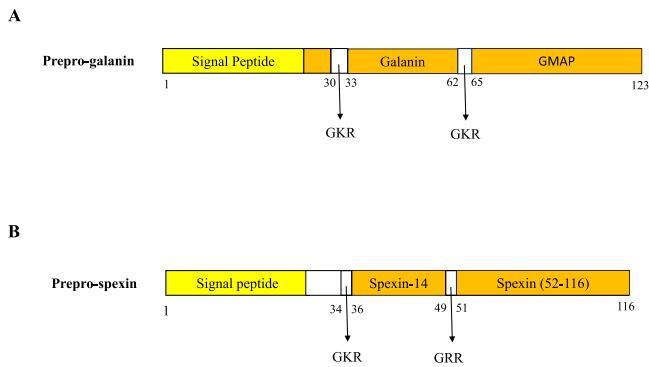 A
Prepro-galanin Signal Peptide Galanin GMAP
1 30 33 62 65 123
GKR GKR
B
Prepro-spexin Signal peptide Spexin-14 Spexin (52-116)
1 34 36 49 51 116
GKR GRR